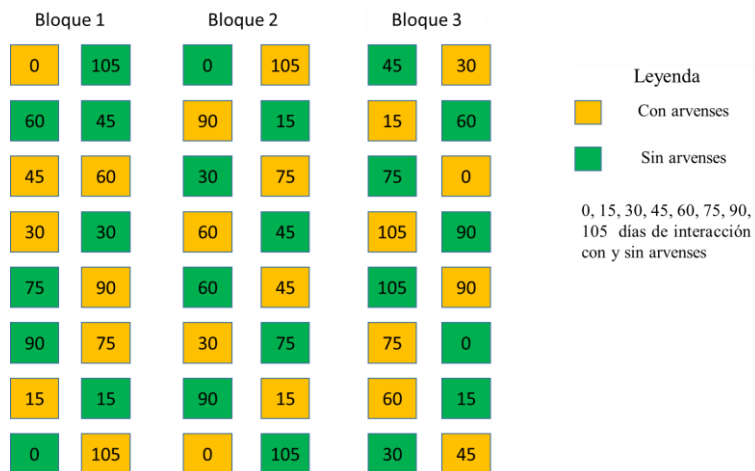 Bloque 1 Bloque 2 Bloque 3
0 105 0 105 45 30
60 45 90 15 15 60
45 60 30 75 75 0
30 30 60 45 105 90
75 90 60 45 105 90
90 75 30 75 75 0
15 15 90 15 60 15
0 105 0 105 30 45
Leyenda
Con arvenses
Sin arvenses
0, 15, 30, 45, 60, 75, 90,
105 días de interacción
con y sin arvenses